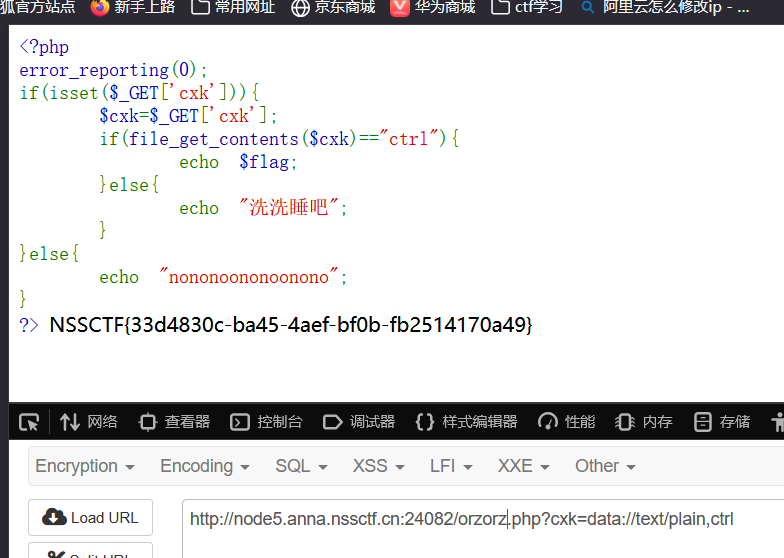 狐官方站点 新手上路 常用网址 京东商城 华为商城 ctf学习 阿里云怎么修改ip - ...
<?php
error_reporting(0);
if(isset($_GET['cxk'])){
        $cxk=$_GET['cxk'];
        if(file_get_contents($cxk)=="ctrl"){
                echo $flag;
        }else{
                echo "洗洗睡吧";
        }
}else{
        echo "nononoononoonono";
}
?> NSSCTF{33d4830c-ba45-4aef-bf0b-fb2514170a49}
网络 查看器 控制台 调试器 样式编辑器 性能 内存 存储
Encryption Encoding SQL XSS LFI XXE Other
Load URL http://node5.anna.nssctf.cn:24082/orzorz.php?cxk=data://text/plain,ctrl
Split URL